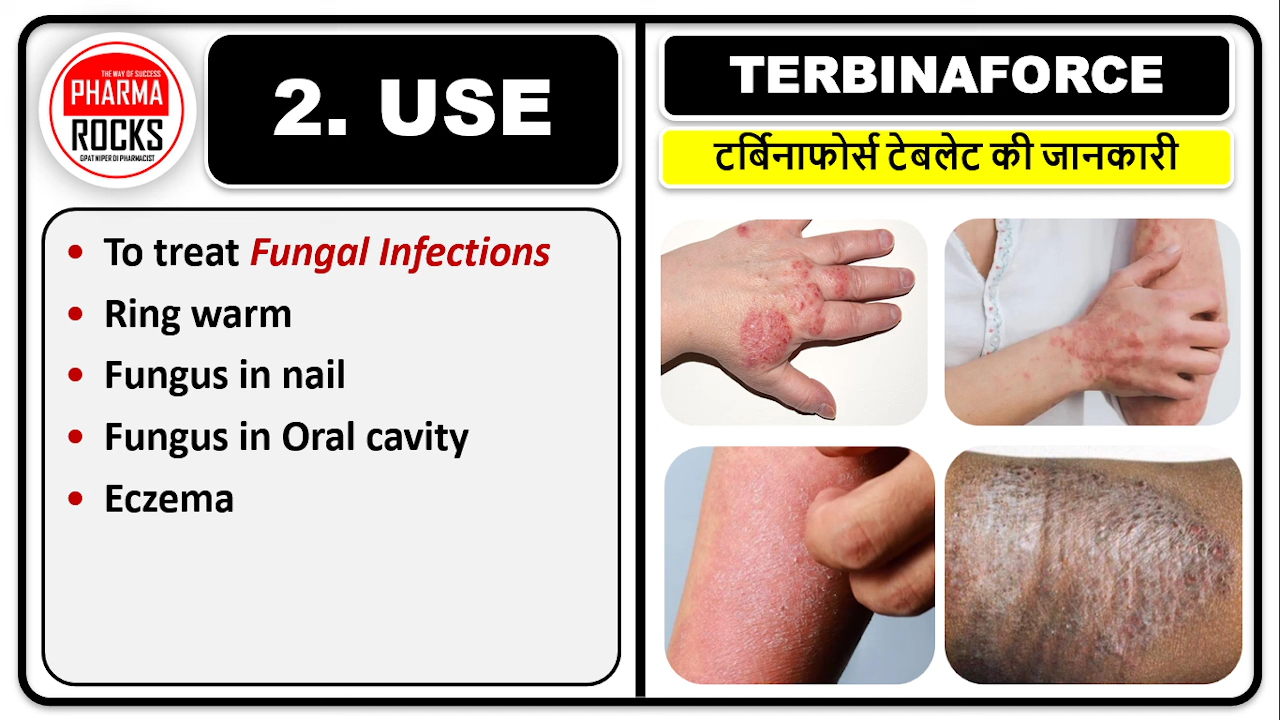 THE WAY OF SUCCESS
PHARMA
ROCKS
GPAT NIPER DI PHARMACIST
2. USE
• To treat Fungal Infections
• Ring warm
• Fungus in nail
• Fungus in Oral cavity
• Eczema
TERBINAFORCE
टर्बिनाफोर्स टेबलेट की जानकारी